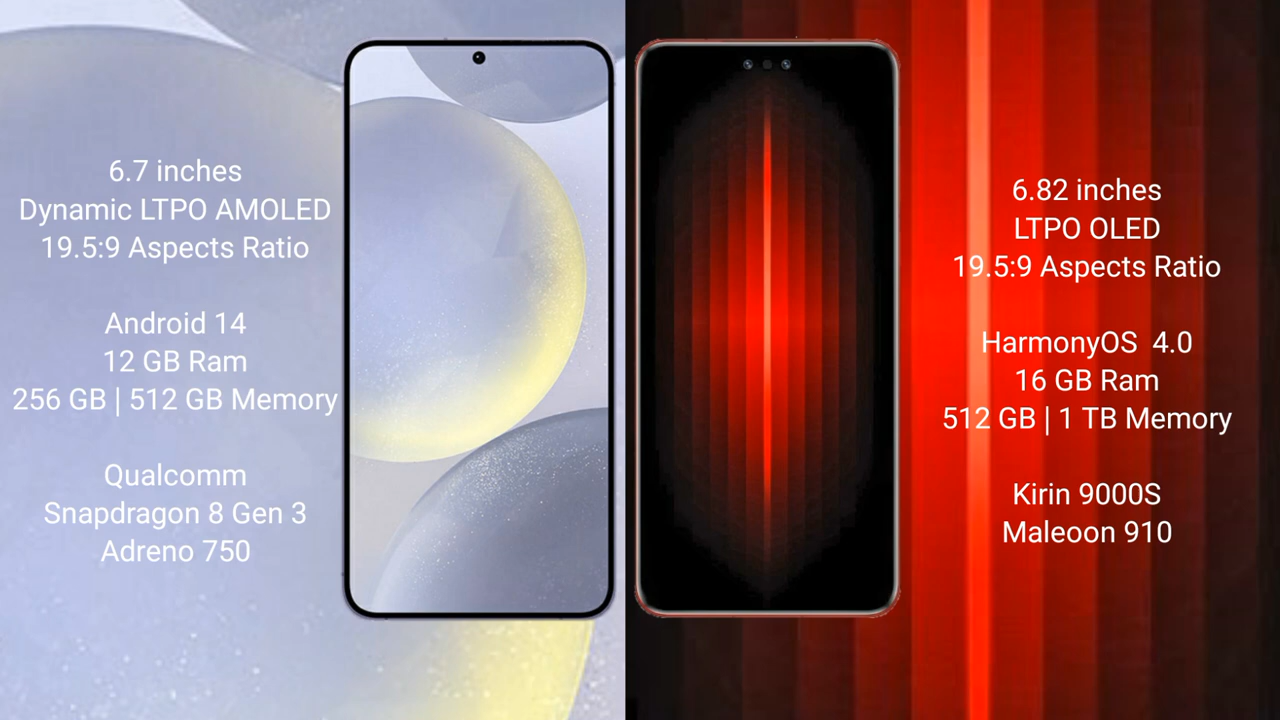 6.7 inches
Dynamic LTPO AMOLED
19.5:9 Aspects Ratio
Android 14
12 GB Ram
256 GB | 512 GB Memory
Qualcomm
Snapdragon 8 Gen 3
Adreno 750
6.82 inches
LTPO OLED
19.5:9 Aspects Ratio
HarmonyOS  4.0
16 GB Ram
512 GB | 1 TB Memory
Kirin 9000S
Maleoon 910